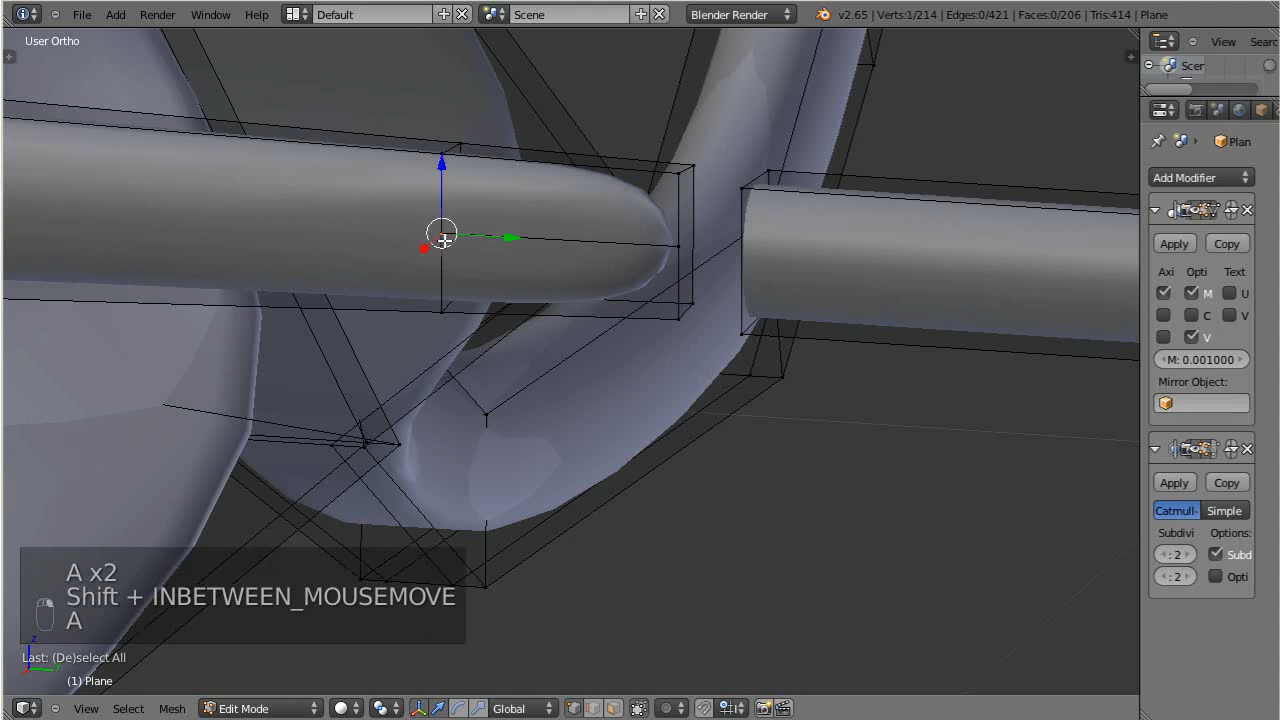 File Add Render Window Help Default Scene Blender Render v2.65 | Verts:1/214 | Edges:0/421 | Faces:0/206 | Tris:414 | Plane
User Ortho
View Searc
Scer
Plan
Add Modifier
Apply Copy
Axi Opti Text
M U
C V
V
M: 0.001000
Mirror Object:
Apply Copy
Catmull- Simple
Subdivi Options:
: 2 Subd
: 2 Opti
A x2
Shift + INBETWEEN_MOUSEMOVE
A
z
Last: (De)select All
(1) Plane
View Select Mesh Edit Mode Global